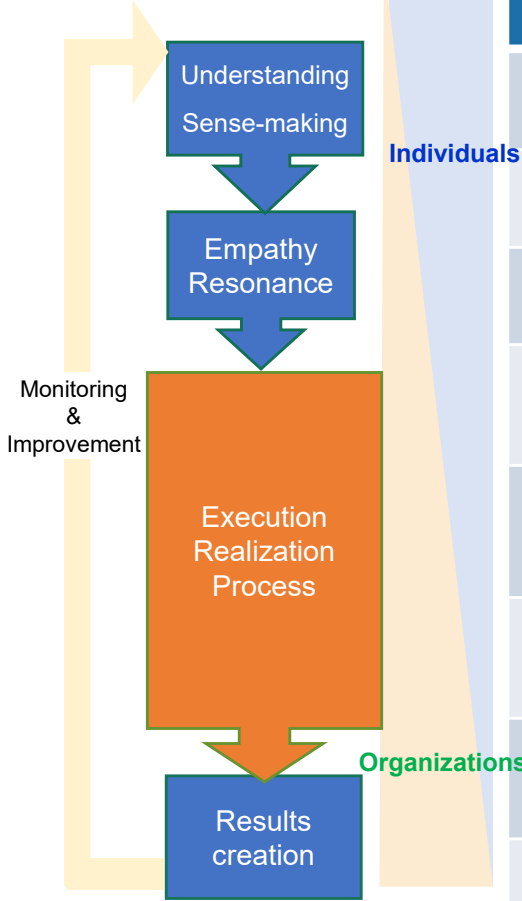 Understanding
Sense-making
Individuals
Empathy
Resonance
Monitoring
&
Improvement
Execution
Realization
Process
Organizations
Results
creation